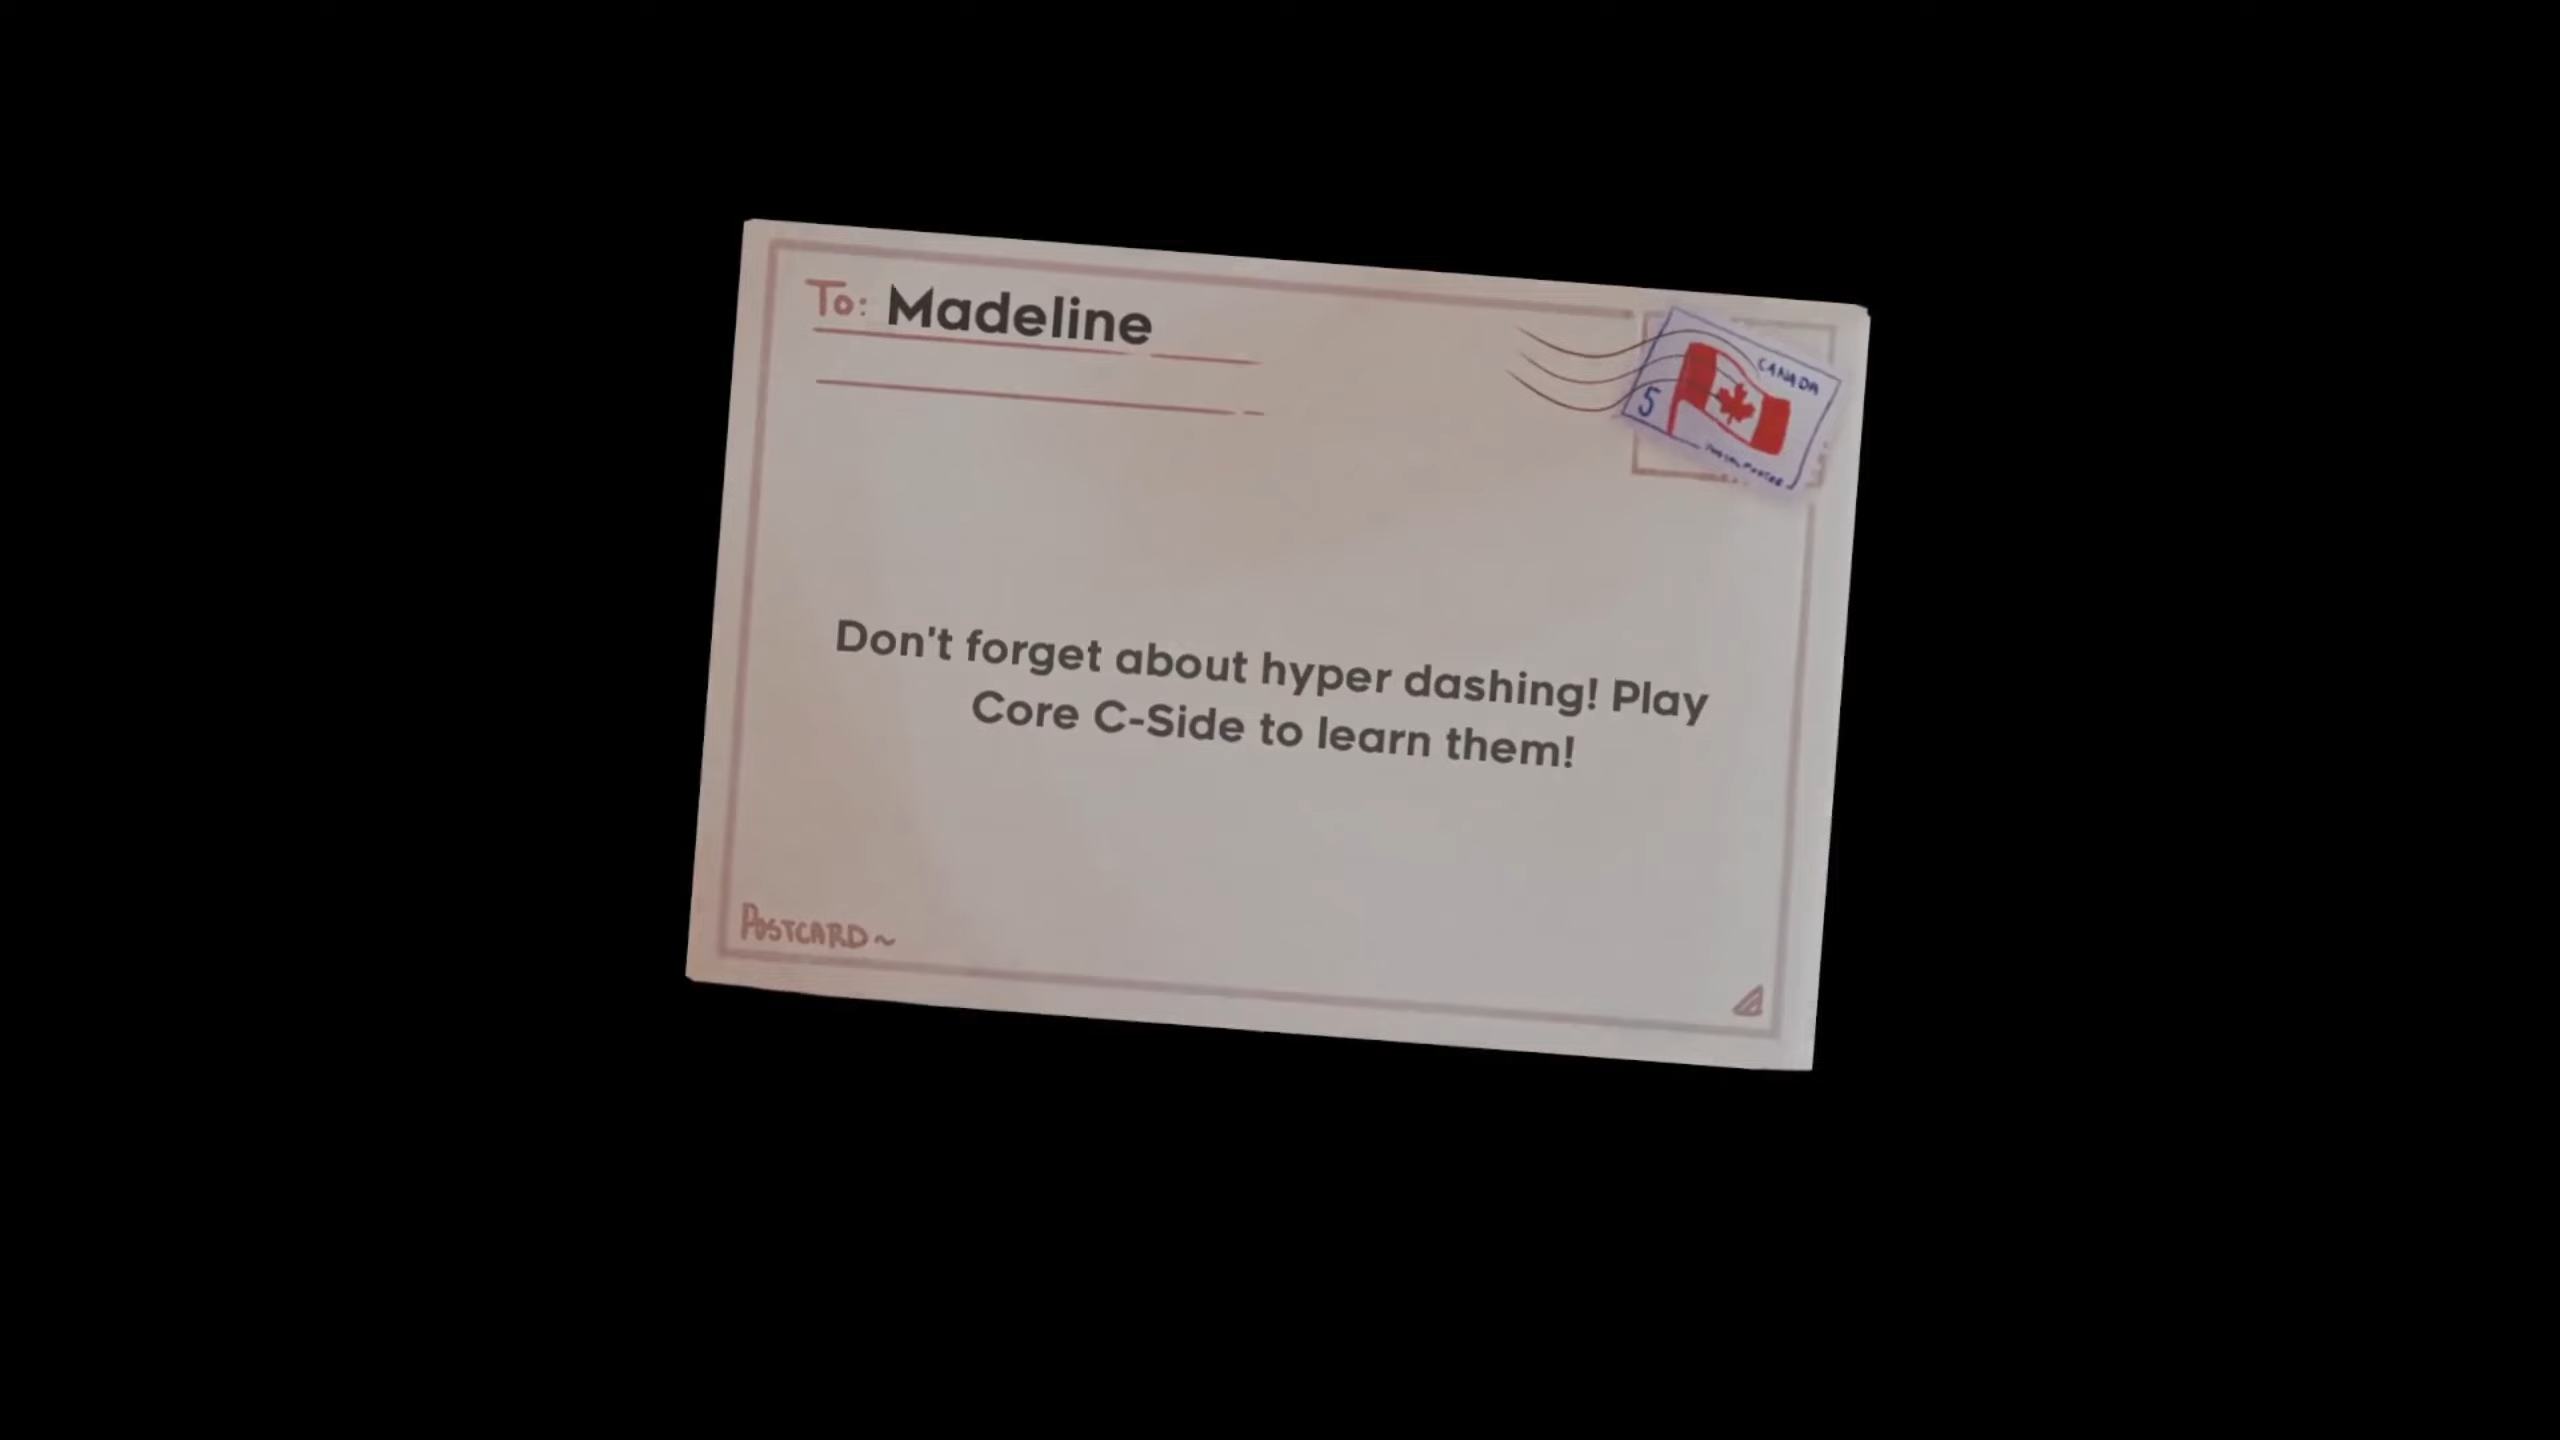 To: Madeline
CANADA
5
Don't forget about hyper dashing! Play
Core C-Side to learn them!
POSTCARD~